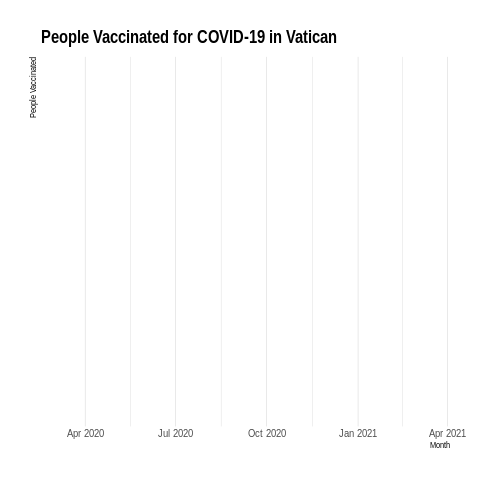 People Vaccinated for COVID-19 in Vatican
People Vaccinated
Apr 2020
Jul 2020
Oct 2020
Jan 2021
Apr 2021
Month